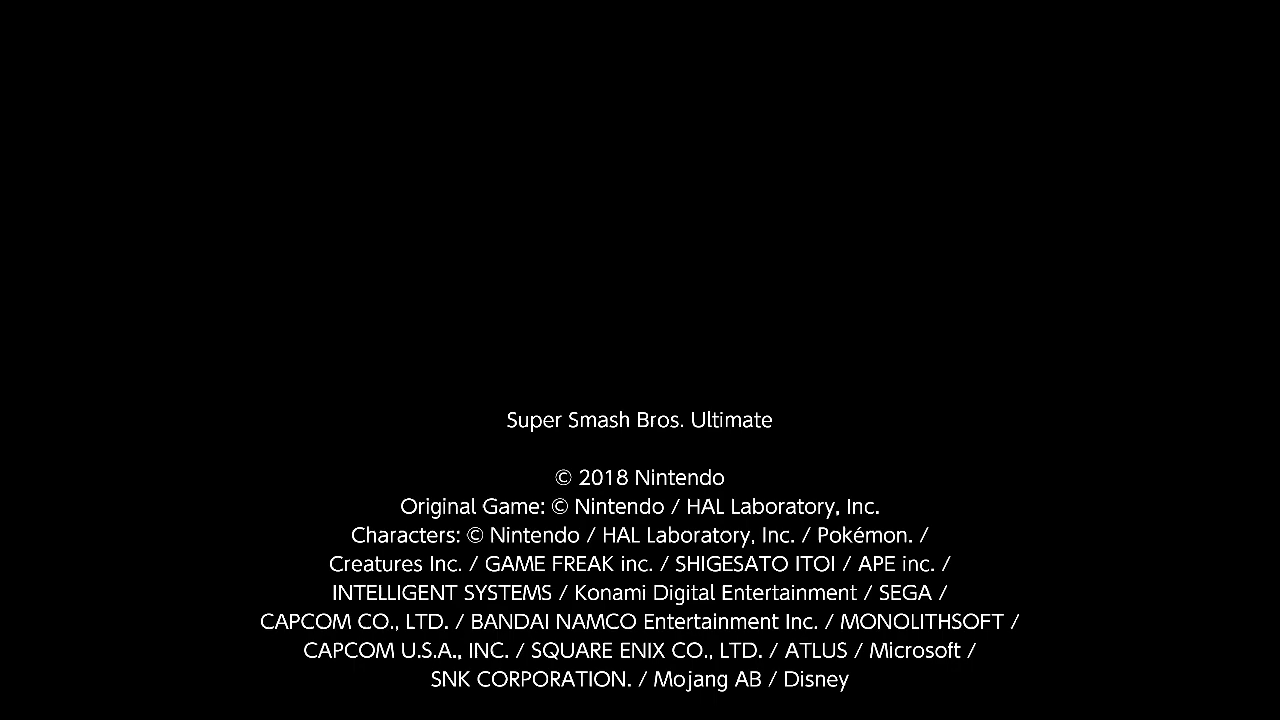 Super Smash Bros. Ultimate
© 2018 Nintendo
Original Game: © Nintendo / HAL Laboratory, Inc.
Characters: © Nintendo / HAL Laboratory, Inc. / Pokémon. /
Creatures Inc. / GAME FREAK inc. / SHIGESATO ITOI / APE inc. /
INTELLIGENT SYSTEMS / Konami Digital Entertainment / SEGA /
CAPCOM CO., LTD. / BANDAI NAMCO Entertainment Inc. / MONOLITHSOFT /
CAPCOM U.S.A., INC. / SQUARE ENIX CO., LTD. / ATLUS / Microsoft /
SNK CORPORATION. / Mojang AB / Disney